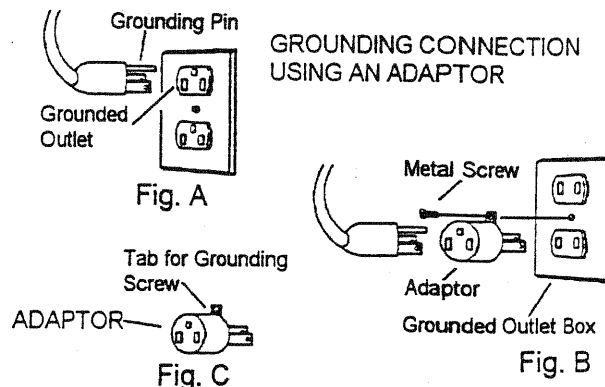 Grounding Pin
GROUNDING CONNECTION
USING AN ADAPTOR
Grounded
Outlet
Fig. A
Metal Screw
Tab for Grounding
Screw
ADAPTOR
Adaptor
Grounded Outlet Box
Fig. C
Fig. B